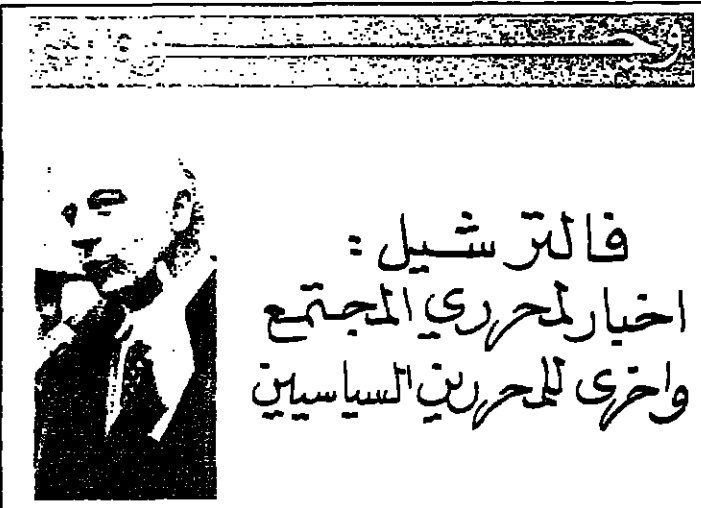 فالتر شيل :
اخبار لمحرري المجتمع
واخرى للمحررين السياسيين